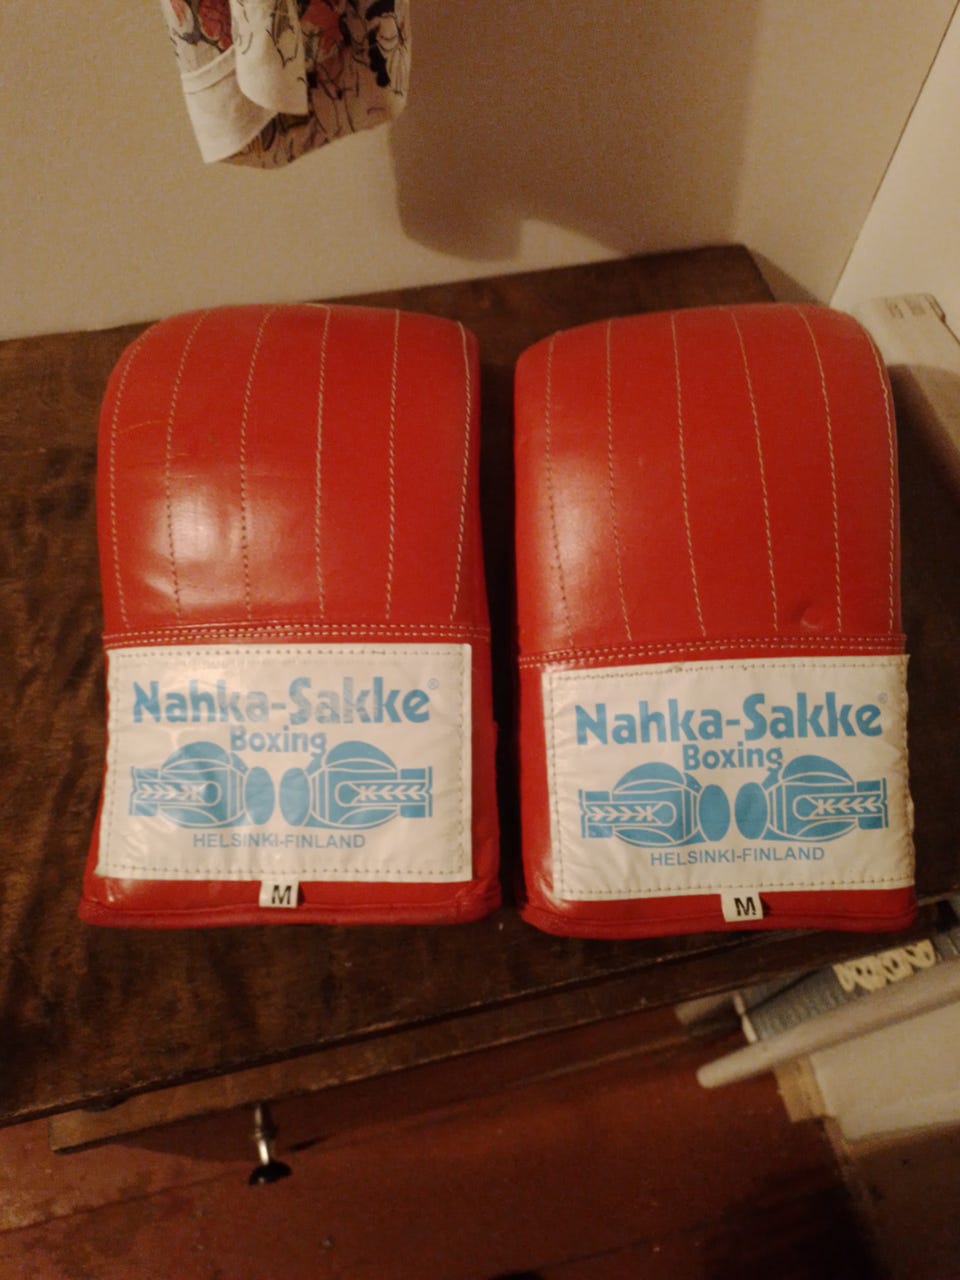 Nahka-Sakke®
Boxing
HELSINKI-FINLAND
M
Nahka-Sakke®
Boxing
HELSINKI-FINLAND
M